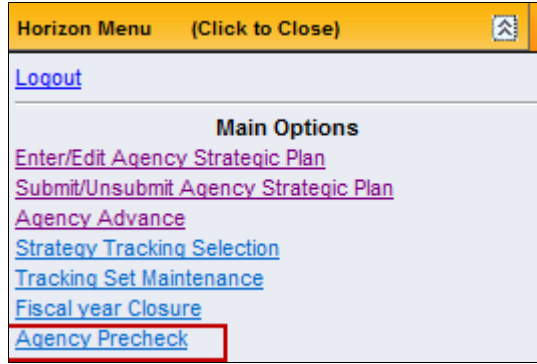 Horizon Menu (Click to Close)
Logout
Main Options
Enter/Edit Agency Strategic Plan
Submit/Unsubmit Agency Strategic Plan
Agency Advance
Strategy Tracking Selection
Tracking Set Maintenance
Fiscal year Closure
Agency Precheck